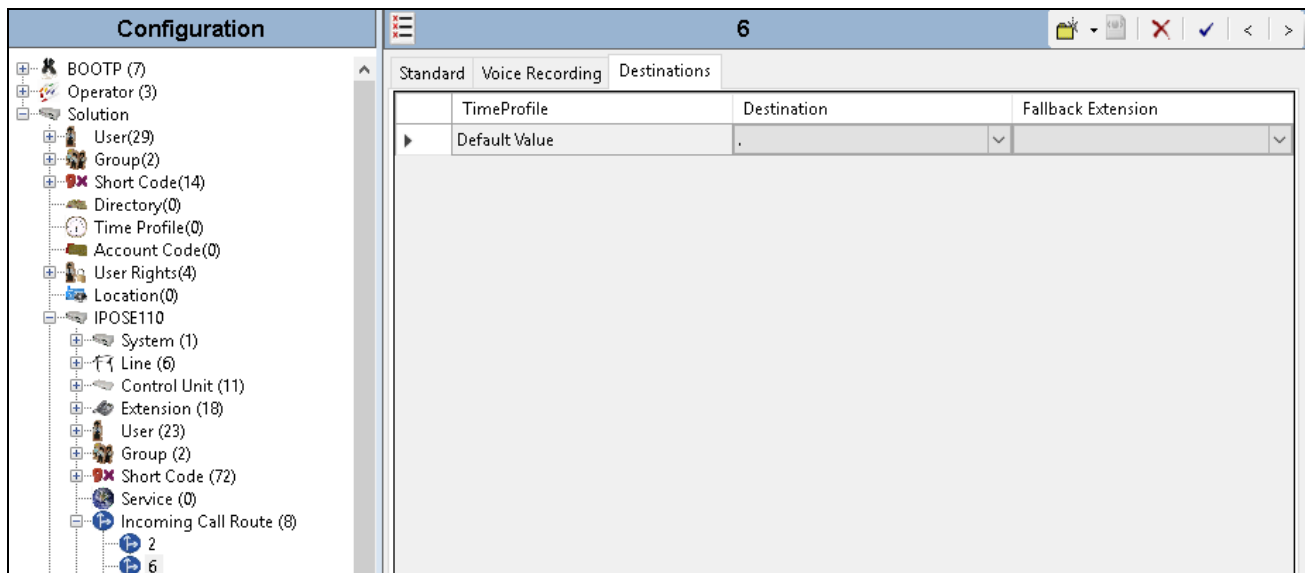 Configuration
6
BOOTP (7)
Operator (3)
Solution
User(29)
Group(2)
Short Code(14)
Directory(0)
Time Profile(0)
Account Code(0)
User Rights(4)
Location(0)
IPOSE110
System (1)
Line (6)
Control Unit (11)
Extension (18)
User (23)
Group (2)
Short Code (72)
Service (0)
Incoming Call Route (8)
2
6
Standard Voice Recording Destinations
TimeProfile Destination Fallback Extension
Default Value .